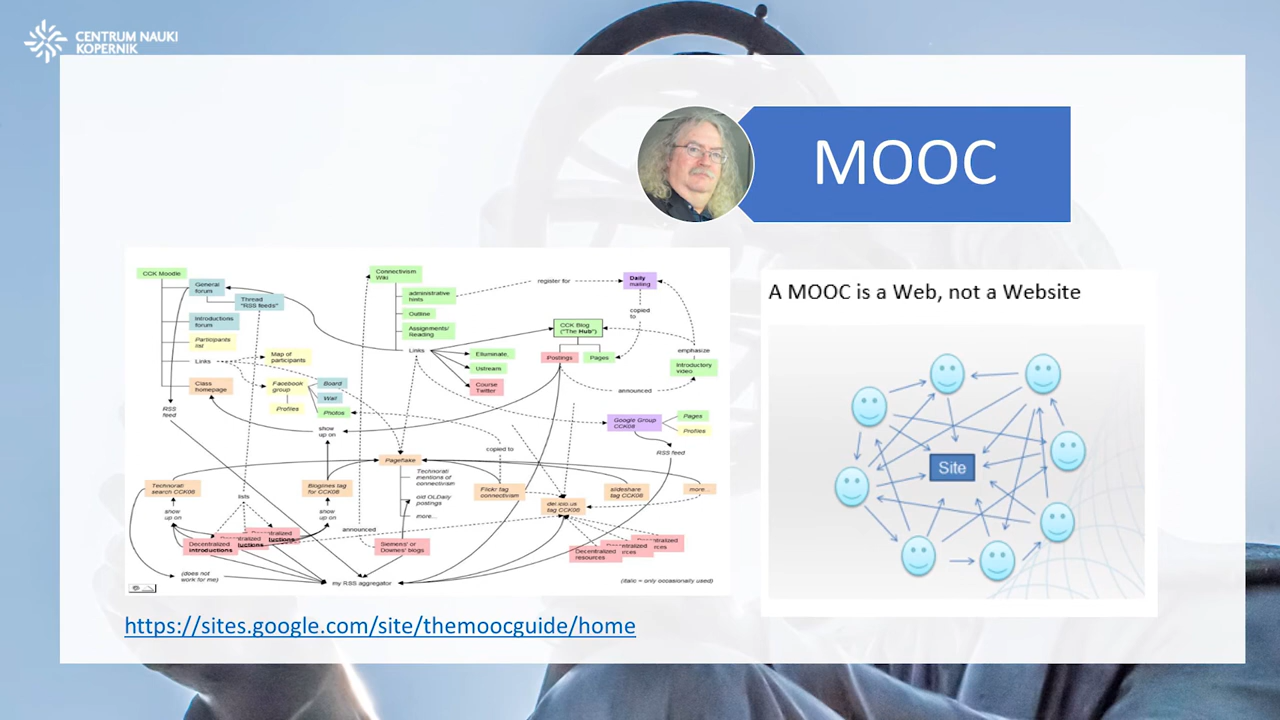 CENTRUM NAUKI
KOPERNIK
MOOC
CCK Moodle
General
forum
Thread
"RSS feeds"
Introductions
forum
Participants
list
Links
Map of
participants
Class
homepage
Facebook
group
Board
Wall
Photos
Profiles
RSS
feed
Connectivism
Wiki
administrative
hints
Outline
Assignments/
Reading
Links
Elluminate
Ustream
Course
Twitter
register for
Daily
mailing
copied
to
CCK Blog
("The Hub")
Postings
Pages
emphasize
Introductory
video
announced
show
up on
Google Group
CCK08
Pages
Profiles
RSS feed
copied to
Pageflake
Technorati
search CCK08
Blogines tag
for CCK08
Technorati
mentions of
connectivism
old OLDaily
postings
more...
Flickr tag
connectivism
slideshare
tag CCK08
more...
del.icio.us
tag CCK08
lists
show
up on
show
up on
announced
Decentralized
introductions
Siemens' or
Downes' blogs
Decentralized
resources
(does not
work for me)
my RSS aggregator
(italic = only occasionally used)
A MOOC is a Web, not a Website
Site
https://sites.google.com/site/themoocguide/home